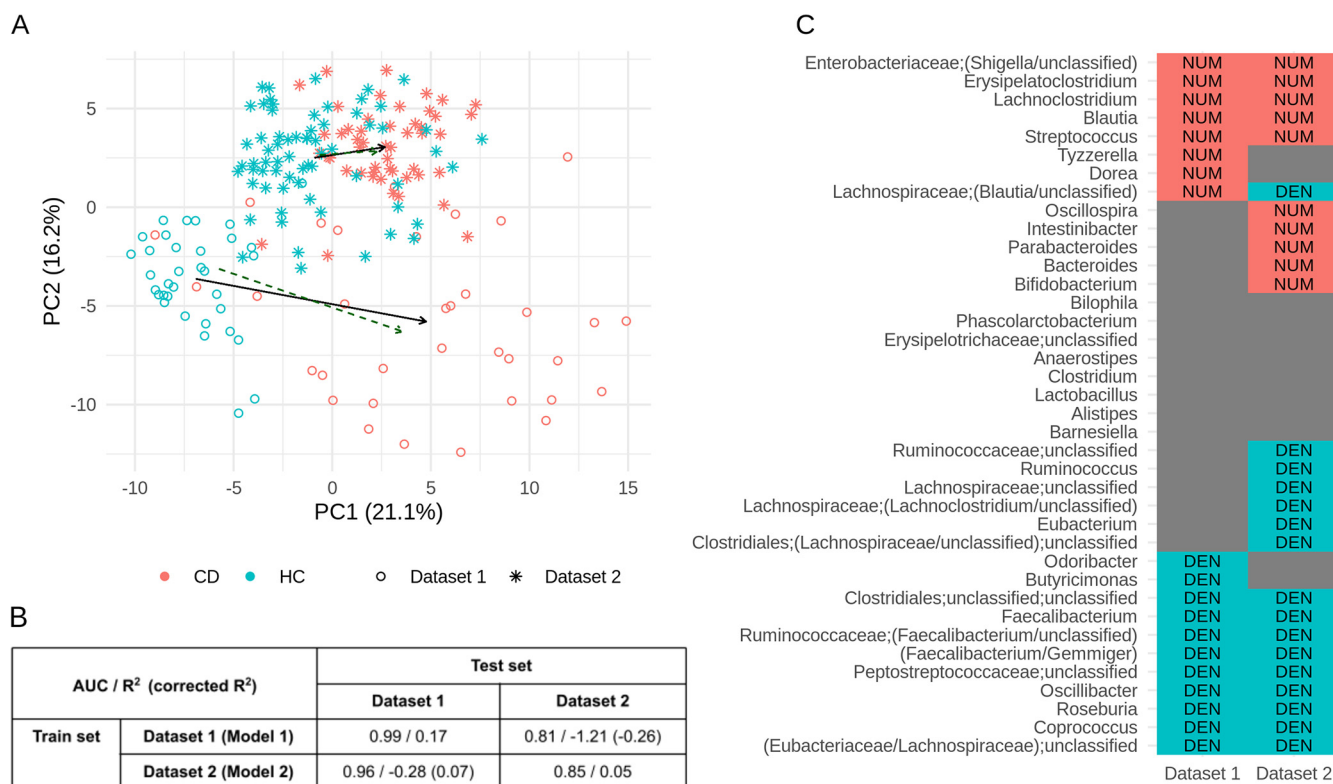 A
5
0
-5
-10
PC2 (16.2%)
-10 -5 0 5 10 15
PC1 (21.1%)
CD HC Dataset 1 Dataset 2
B
AUC / R² (corrected R²) Test set
Dataset 1 Dataset 2
Train set Dataset 1 (Model 1) 0.99 / 0.17 0.81 / -1.21 (-0.26)
Dataset 2 (Model 2) 0.96 / -0.28 (0.07) 0.85 / 0.05
C
Enterobacteriaceae;(Shigella/unclassified) NUM NUM
Erysipelatoclostridium NUM NUM
Lachnoclostridium NUM NUM
Blautia NUM NUM
Streptococcus NUM NUM
Tyzzerella NUM
Dorea NUM
Lachnospiraceae;(Blautia/unclassified) NUM DEN
Oscillospira NUM
Intestinibacter NUM
Parabacteroides NUM
Bacteroides NUM
Bifidobacterium NUM
Bilophila
Phascolarctobacterium
Erysipelotrichaceae;unclassified
Anaerostipes
Clostridium
Lactobacillus
Alistipes
Barnesiella
Ruminococcaceae;unclassified DEN
Ruminococcus DEN
Lachnospiraceae;unclassified DEN
Lachnospiraceae;(Lachnoclostridium/unclassified) DEN
Eubacterium DEN
Clostridiales;(Lachnospiraceae/unclassified);unclassified DEN
Odoribacter DEN
Butyricimonas DEN
Clostridiales;unclassified;unclassified DEN DEN
Faecalibacterium DEN DEN
Ruminococcaceae;(Faecalibacterium/unclassified) DEN DEN
(Faecalibacterium/Gemmiger) DEN DEN
Peptostreptococcaceae;unclassified DEN DEN
Oscillibacter DEN DEN
Roseburia DEN DEN
Coprococcus DEN DEN
(Eubacteriaceae/Lachnospiraceae);unclassified DEN DEN
Dataset 1 Dataset 2